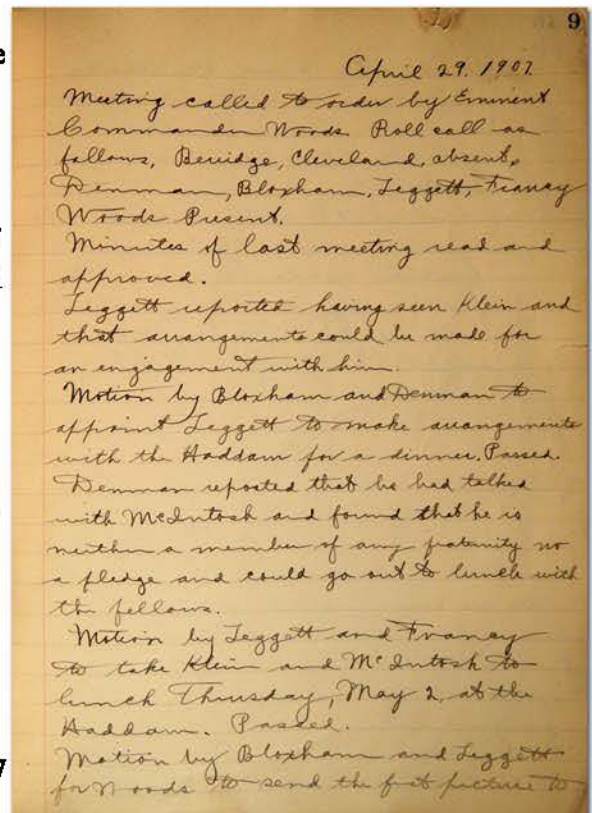 9
April 29, 1907.
Meeting called to order by Eminent
Commander Woods. Roll call as
follows, Berridge, Cleveland, absent,
Denman, Bloxham, Leggett, Francy
Woods Present.
Minutes of last meeting read and
approved.
Leggett reported having seen Klein and
that arrangements could be made for
an engagement with him.
Motion by Bloxham and Denman to
appoint Leggett to make arrangements
with the Haddam for a dinner. Passed.
Denman reported that he had talked
with McIntosh and found that he is
neither a member of any fraternity no
a pledge and could go out to lunch with
the fellows.
Motion by Leggett and Francy
to take Klein and McIntosh to
lunch Thursday, May 2, at the
Haddam. Passed.
Motion by Bloxham and Leggett
for Woods to send the frat picture to